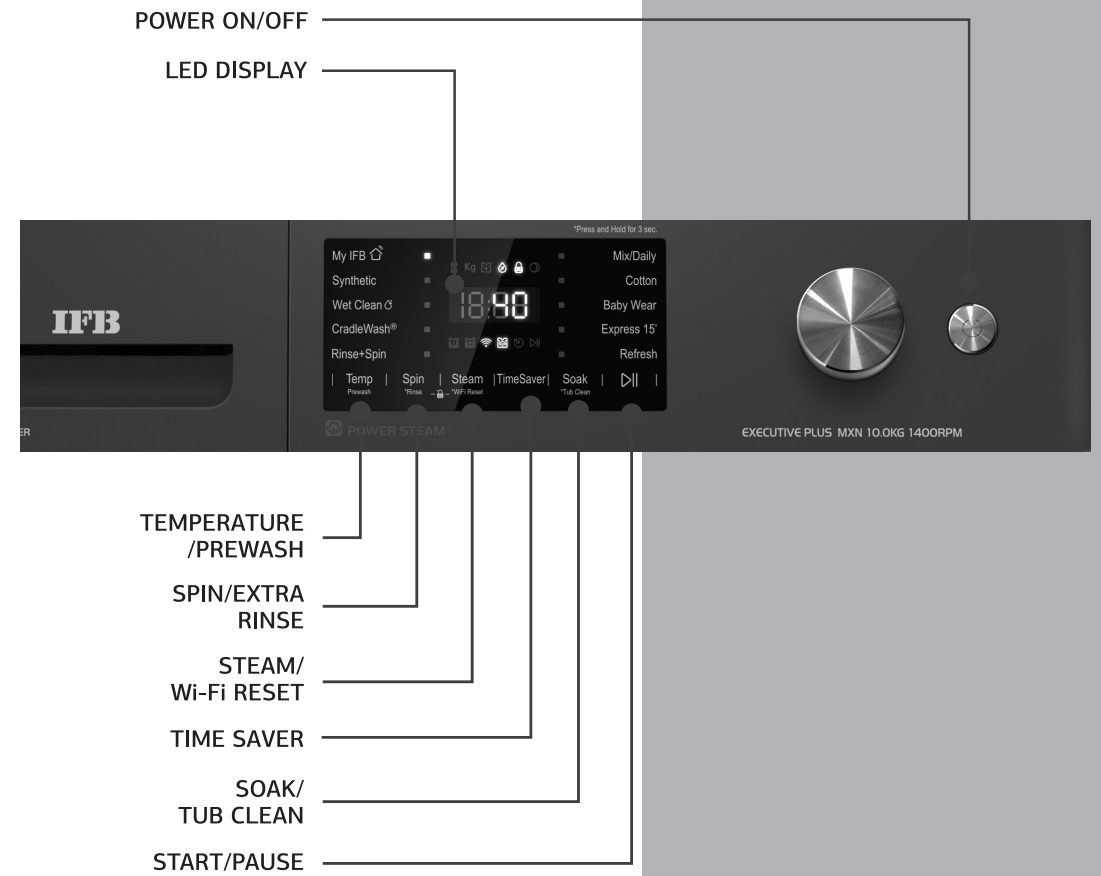 POWER ON/OFF
LED DISPLAY
*Press and Hold for 3 sec.
My IFB
Synthetic
Wet Clean
CradleWash®
Rinse+Spin
Kg
18:40
Mix/Daily
Cotton
Baby Wear
Express 15'
Refresh
| Temp | Spin | Steam |TimeSaver| Soak | ▷|| |
Prewash *Rinse *WiFi Reset *Tub Clean
IFB
ER
POWER STEAM®
EXECUTIVE PLUS MXN 10.0KG 1400RPM
TEMPERATURE
/PREWASH
SPIN/EXTRA
RINSE
STEAM/
Wi-Fi RESET
TIME SAVER
SOAK/
TUB CLEAN
START/PAUSE